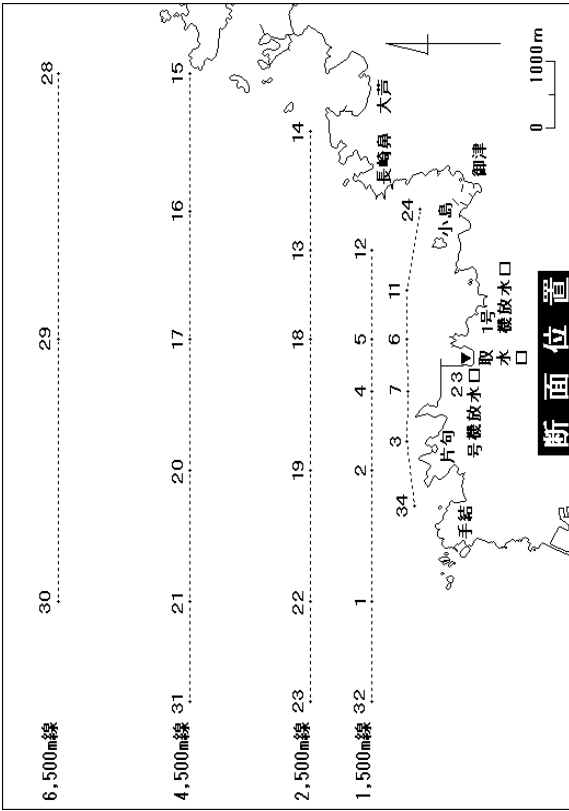 6,500m線 30 29 28
4,500m線 31 21 20 17 16 15
2,500m線 23 22 19 18 13 14
1,500m線 32 1 2 4 5 12
34 3 7 6 11 24
長崎鼻
大芦
小島
御津
手結
片句
2 3
号機放水口
取
水
口
1号
機放水口
0 1000m
断面位置